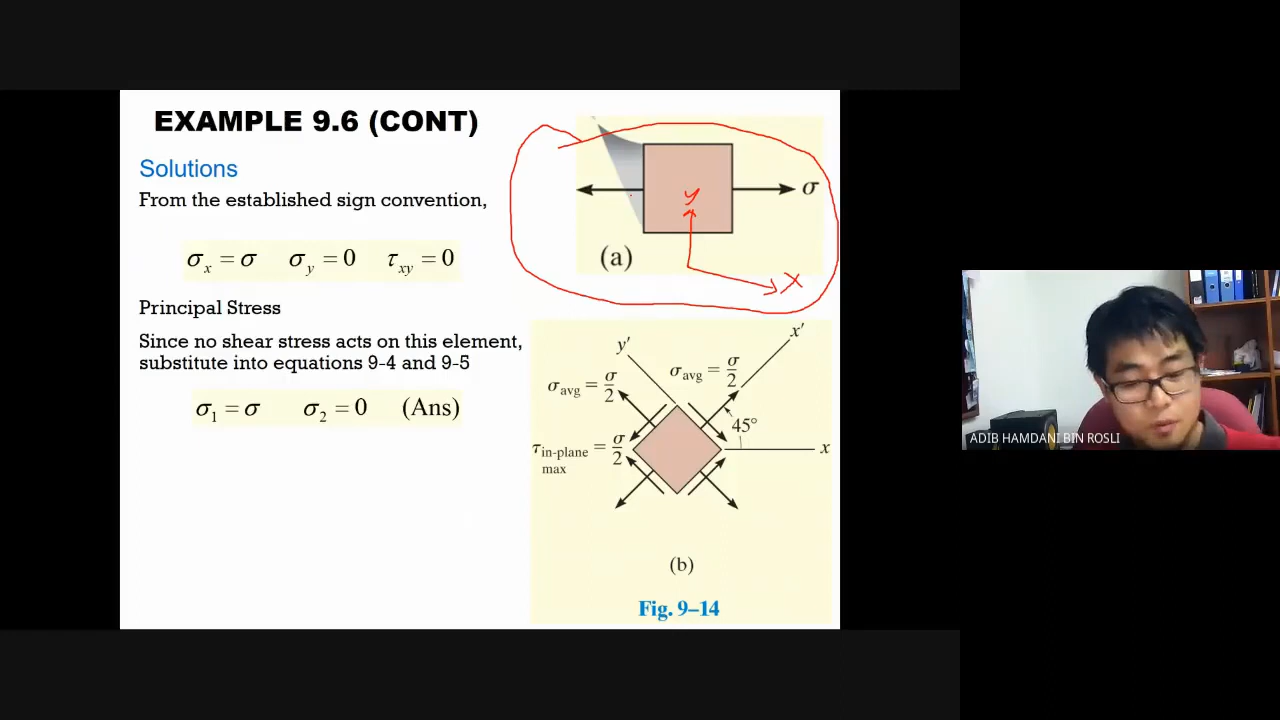 EXAMPLE 9.6 (CONT)
Solutions
From the established sign convention,
σx = σ σy = 0 τxy = 0
Principal Stress
Since no shear stress acts on this element,
substitute into equations 9-4 and 9-5
σ1 = σ σ2 = 0 (Ans)
σ
y
(a)
x
y′
x′
σavg = σ/2
σavg = σ/2
45°
τin-plane max = σ/2
x
(b)
Fig. 9–14
ADIB HAMDANI BIN ROSLI